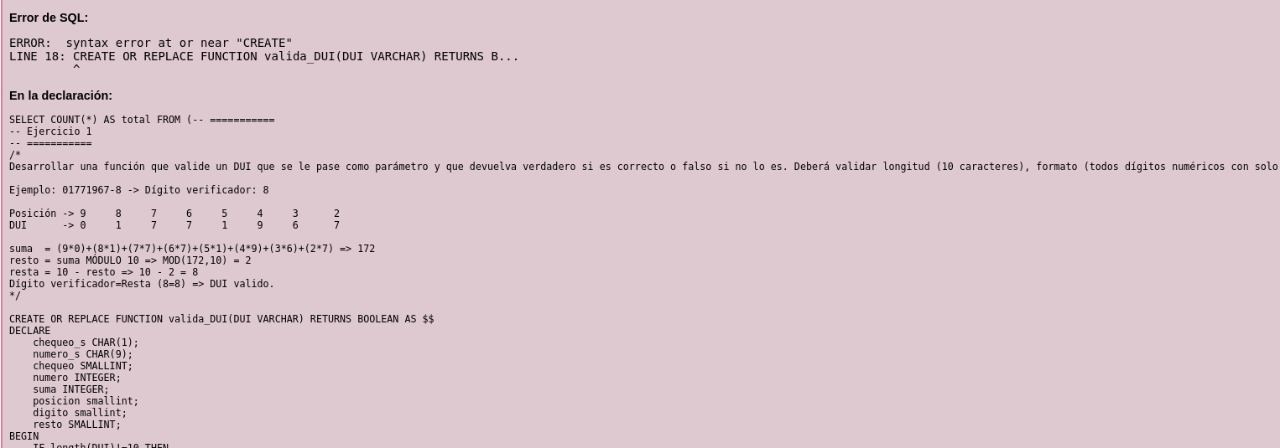 Error de SQL:
ERROR:  syntax error at or near "CREATE"
LINE 18: CREATE OR REPLACE FUNCTION valida_DUI(DUI VARCHAR) RETURNS B...
^
En la declaración:
SELECT COUNT(*) AS total FROM (-- ===========
-- Ejercicio 1
-- ===========
/*
Desarrollar una función que valide un DUI que se le pase como parámetro y que devuelva verdadero si es correcto o falso si no lo es. Deberá validar longitud (10 caracteres), formato (todos dígitos numéricos con solo
Ejemplo: 01771967-8 -> Dígito verificador: 8
Posición -> 9     8     7     6     5     4     3      2
DUI      -> 0     1     7     7     1     9     6      7
suma  = (9*0)+(8*1)+(7*7)+(6*7)+(5*1)+(4*9)+(3*6)+(2*7) => 172
resto = suma MÓDULO 10 => MOD(172,10) = 2
resta = 10 - resto => 10 - 2 = 8
Dígito verificador=Resta (8=8) => DUI valido.
*/
CREATE OR REPLACE FUNCTION valida_DUI(DUI VARCHAR) RETURNS BOOLEAN AS $$
DECLARE
    chequeo_s CHAR(1);
    numero_s CHAR(9);
    chequeo SMALLINT;
    numero INTEGER;
    suma INTEGER;
    posicion smallint;
    digito smallint;
    resto SMALLINT;
BEGIN
    IF length(DUI)!=10 THEN